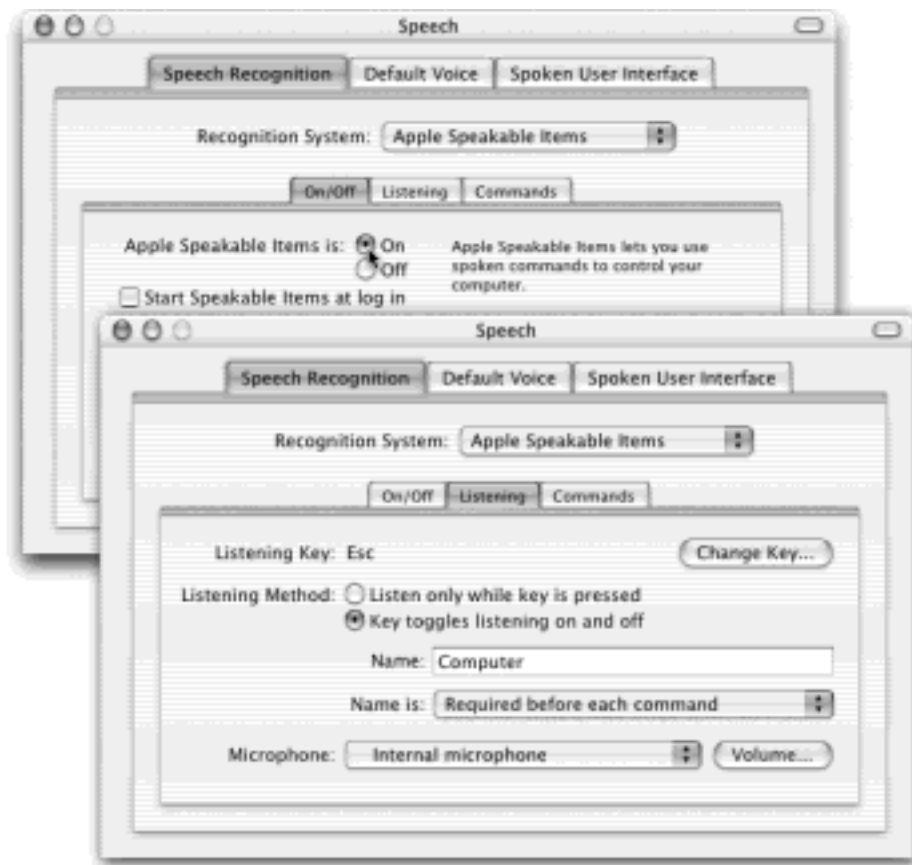 Speech
Speech Recognition Default Voice Spoken User Interface
Recognition System: Apple Speakable Items
On/Off Listening Commands
Apple Speakable Items is: On
Off
Apple Speakable Items lets you use
spoken commands to control your
computer.
Start Speakable Items at log in
Speech
Speech Recognition Default Voice Spoken User Interface
Recognition System: Apple Speakable Items
On/Off Listening Commands
Listening Key: Esc Change Key...
Listening Method: Listen only while key is pressed
Key toggles listening on and off
Name: Computer
Name is: Required before each command
Microphone: Internal microphone Volume...